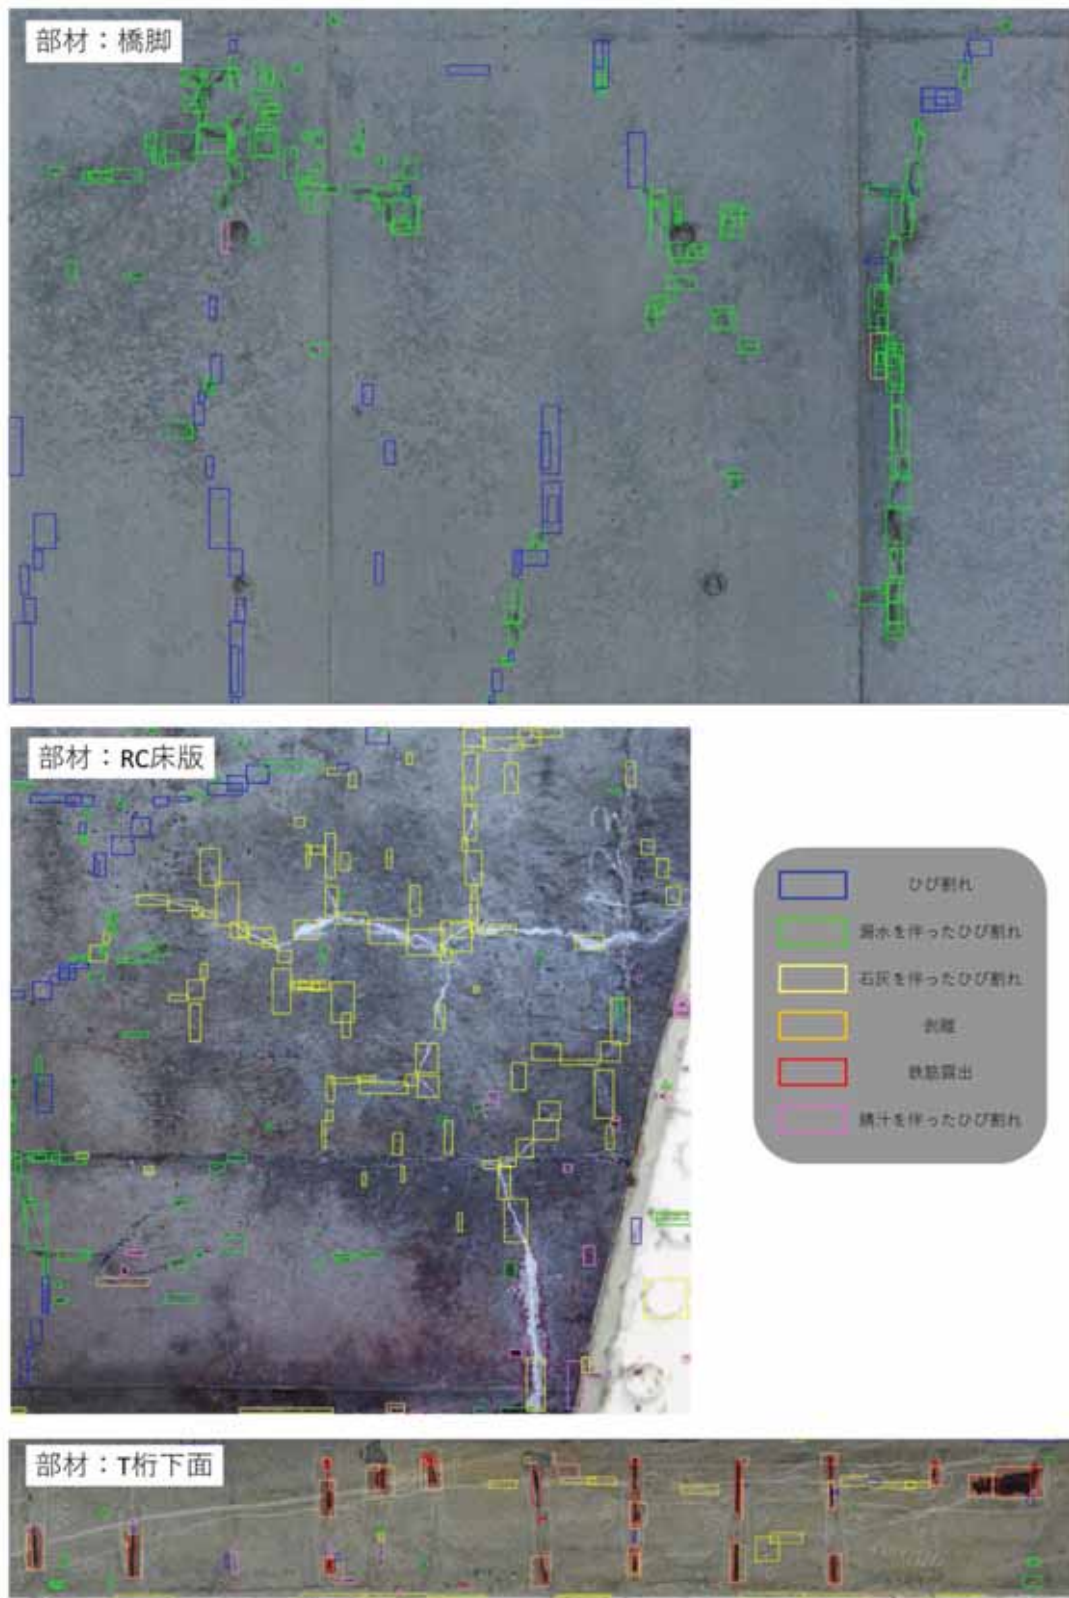 部材：橋脚
部材：RC床版
ひび割れ
漏水を伴ったひび割れ
石灰を伴ったひび割れ
剥離
鉄筋露出
錆汁を伴ったひび割れ
部材：T桁下面